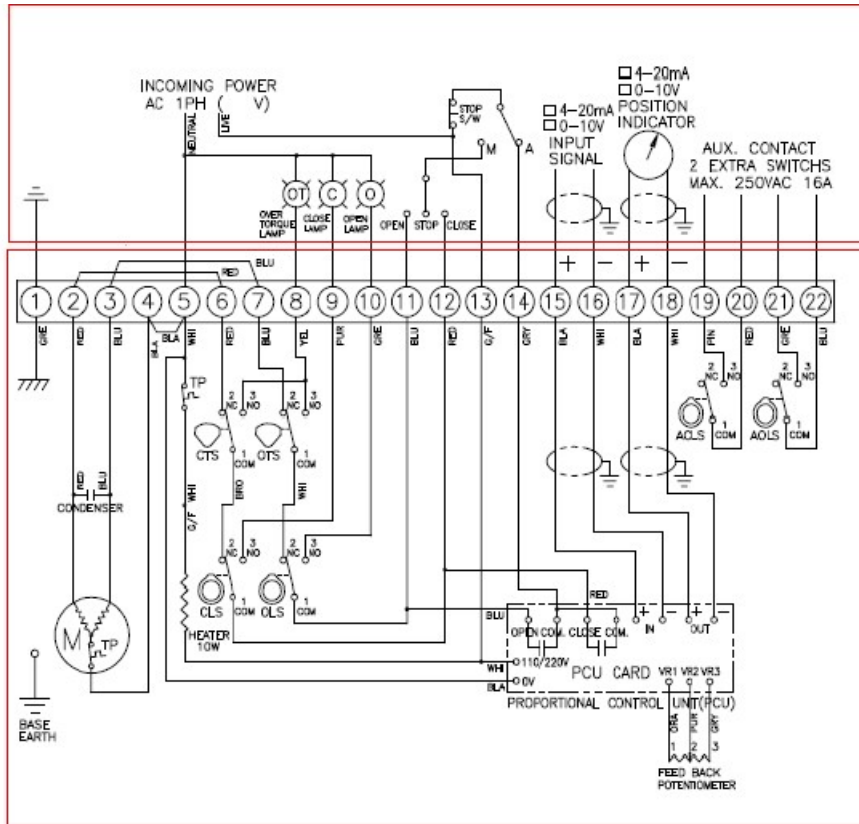 INCOMING POWER
AC 1PH ( V)
NEUTRAL
LIVE
STOP
S/W
M
A
4-20mA
0-10V
INPUT
SIGNAL
4-20mA
0-10V
POSITION
INDICATOR
AUX. CONTACT
2 EXTRA SWITCHS
MAX. 250VAC 16A
OT
C
O
OVER
TORQUE
LAMP
CLOSE
LAMP
OPEN
LAMP
OPEN
STOP
CLOSE
BLU
RED
+ - + -
1 2 3 4 5 6 7 8 9 10 11 12 13 14 15 16 17 18 19 20 21 22
GRE
RED
BLU
BLA
BLA
WHI
RED
BLU
YEL
PUR
GRE
BLU
RED
G/F
GRY
BLA
WHI
BLA
WHI
PIN
RED
GRE
BLU
TP
2
NC
3
NO
CTS
1
COM
2
NC
3
NO
OTS
1
COM
2
NC
3
NO
ACLS
1
COM
2
NC
3
NO
AOLS
1
COM
RED
BLU
CONDENSER
WHI
G/F
BRO
WHI
2
NC
3
NO
CLS
1
COM
2
NC
3
NO
OLS
1
COM
HEATER
10W
M
TP
BASE
EARTH
BLU
RED
OPEN COM. CLOSE COM.
+ IN -
+ OUT -
WHI
110/220V
BLA
0V
PCU CARD
VR1 VR2 VR3
PROPORTIONAL CONTROL UNIT(PCU)
ORA
PUR
GRY
1 2 3
FEED BACK
POTENTIOMETER